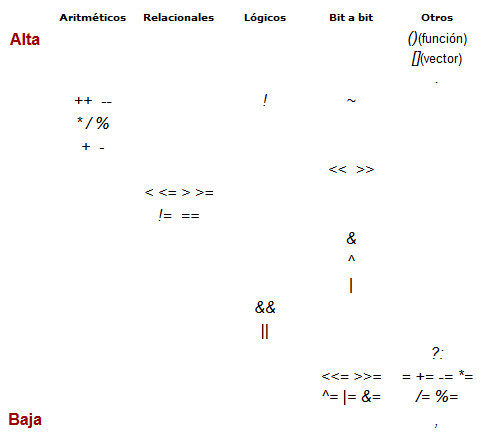 Aritméticos Relacionales Lógicos Bit a bit Otros
Alta ()(función)
[](vector)
.
++ -- ! ~
* / %
+ -
<< >>
< <= > >=
!= ==
&
^
|
&&
||
?:
<<= >>= = += -= *=
^= |= &= /= %=
Baja ,